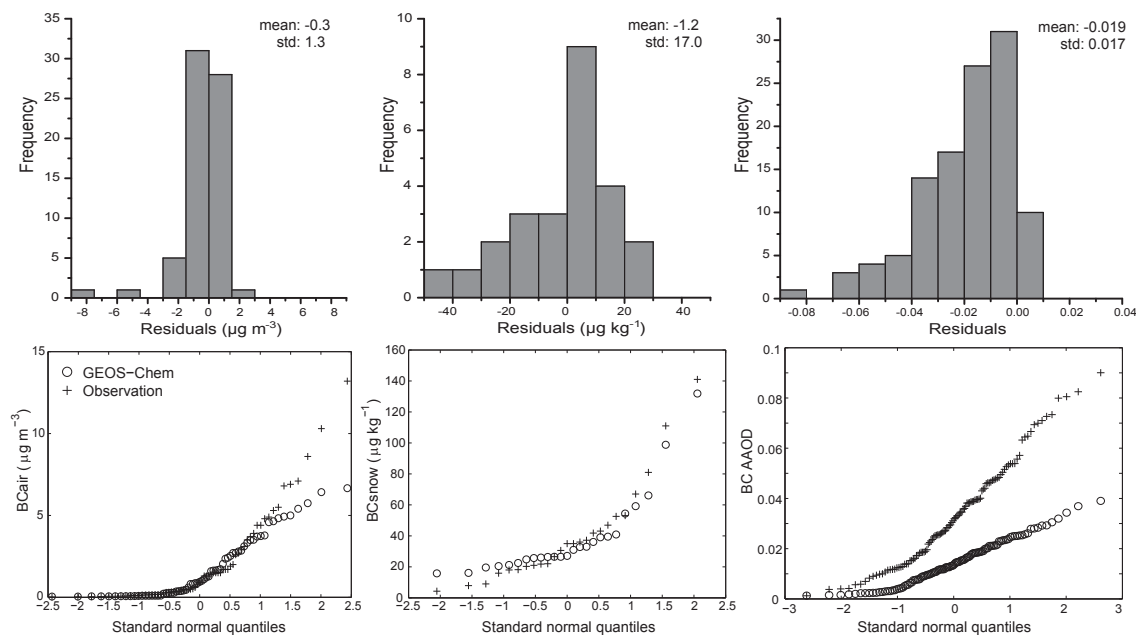 mean: -0.3
std: 1.3
35
30
25
20
15
10
5
0
Frequency
-8 -6 -4 -2 0 2 4 6 8
Residuals (µg m⁻³)
mean: -1.2
std: 17.0
10
8
6
4
2
0
Frequency
-40 -20 0 20 40
Residuals (µg kg⁻¹)
mean: -0.019
std: 0.017
30
25
20
15
10
5
0
Frequency
-0.08 -0.06 -0.04 -0.02 0.00 0.02 0.04
Residuals
15
10
5
0
BCair ( µg m⁻³)
GEOS−Chem
Observation
−2.5 −2 −1.5 −1 −0.5 0 0.5 1 1.5 2 2.5
Standard normal quantiles
160
140
120
100
80
60
40
20
0
BCsnow ( µg kg⁻¹)
−2.5 −2 −1.5 −1 −0.5 0 0.5 1 1.5 2 2.5
Standard normal quantiles
0.1
0.08
0.06
0.04
0.02
0
BC AAOD
−3 −2 −1 0 1 2 3
Standard normal quantiles